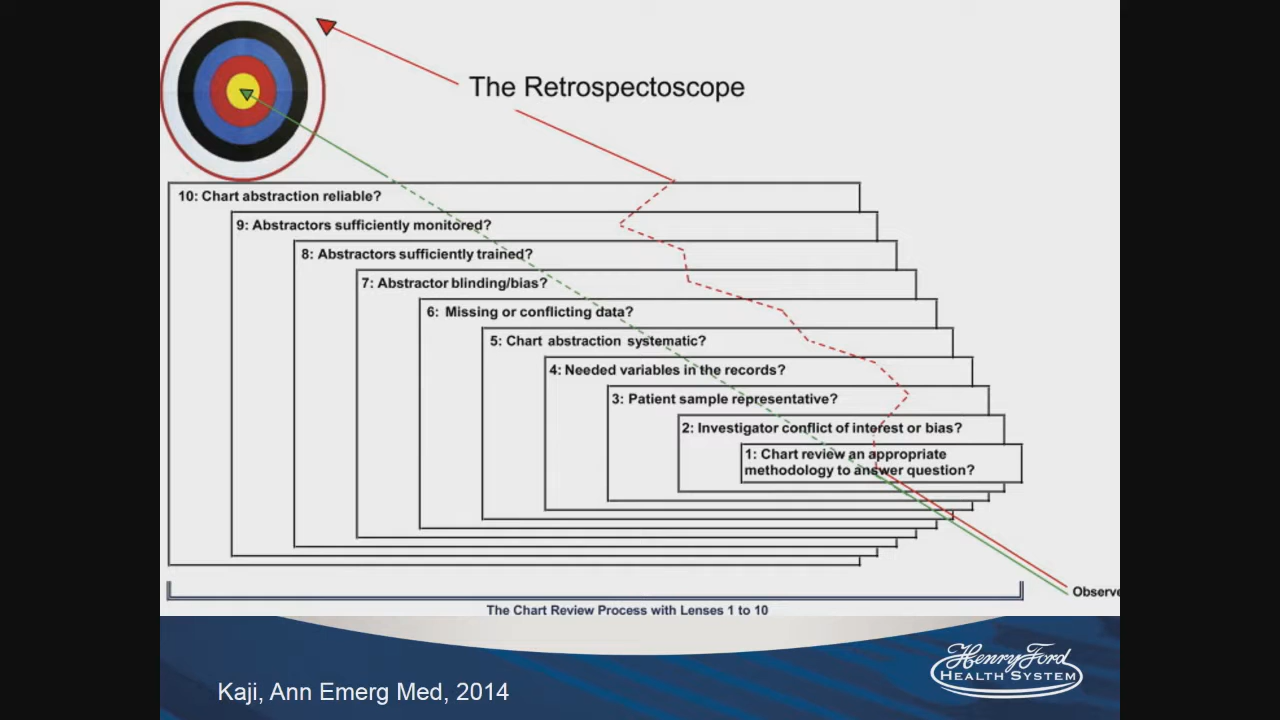 The Retrospectoscope
10: Chart abstraction reliable?
9: Abstractors sufficiently monitored?
8: Abstractors sufficiently trained?
7: Abstractor blinding/bias?
6: Missing or conflicting data?
5: Chart abstraction systematic?
4: Needed variables in the records?
3: Patient sample representative?
2: Investigator conflict of interest or bias?
1: Chart review an appropriate
methodology to answer question?
Observe
The Chart Review Process with Lenses 1 to 10
Kaji, Ann Emerg Med, 2014
Henry Ford
HEALTH SYSTEM